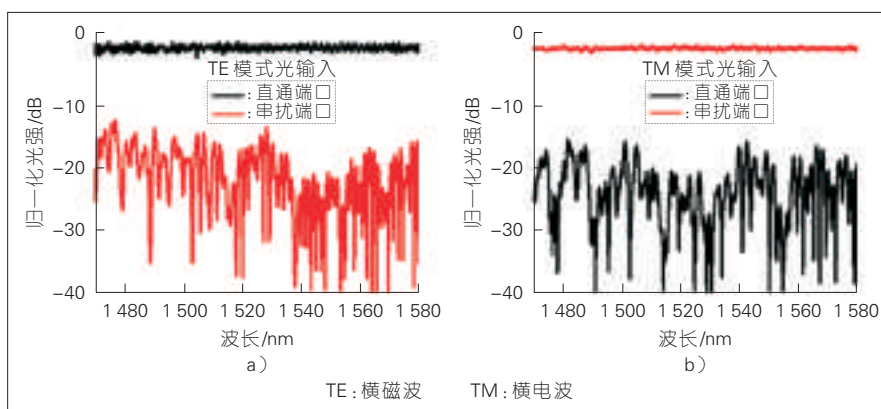 0
-10
-20
-30
-40
归一化光强/dB
TE 模式光输入
: 直通端口
: 串扰端口
1 480 1 500 1 520 1 540 1 560 1 580
波长/nm
a）
0
-10
-20
-30
-40
归一化光强/dB
TM 模式光输入
: 直通端口
: 串扰端口
1 480 1 500 1 520 1 540 1 560 1 580
波长/nm
b）
TE : 横磁波 TM : 横电波